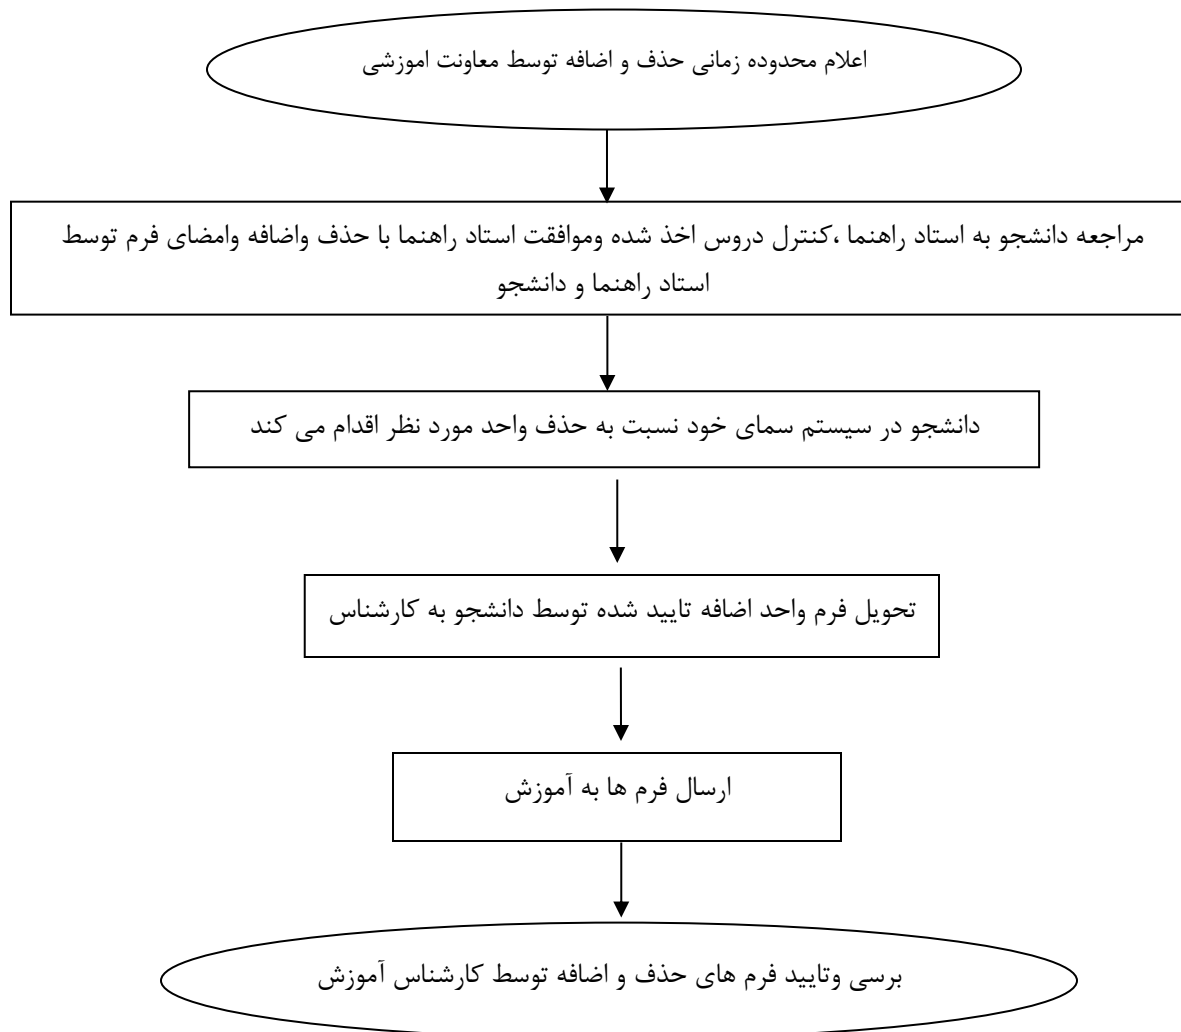 اعلام محدوده زمانی حذف و اضافه توسط معاونت اموزشی
مراجعه دانشجو به استاد راهنما ،کنترل دروس اخذ شده وموافقت استاد راهنما با حذف واضافه وامضای فرم توسط
استاد راهنما و دانشجو
دانشجو در سیستم سمای خود نسبت به حذف واحد مورد نظر اقدام می کند
تحویل فرم واحد اضافه تایید شده توسط دانشجو به کارشناس
ارسال فرم ها به آموزش
برسی وتایید فرم های حذف و اضافه توسط کارشناس آموزش